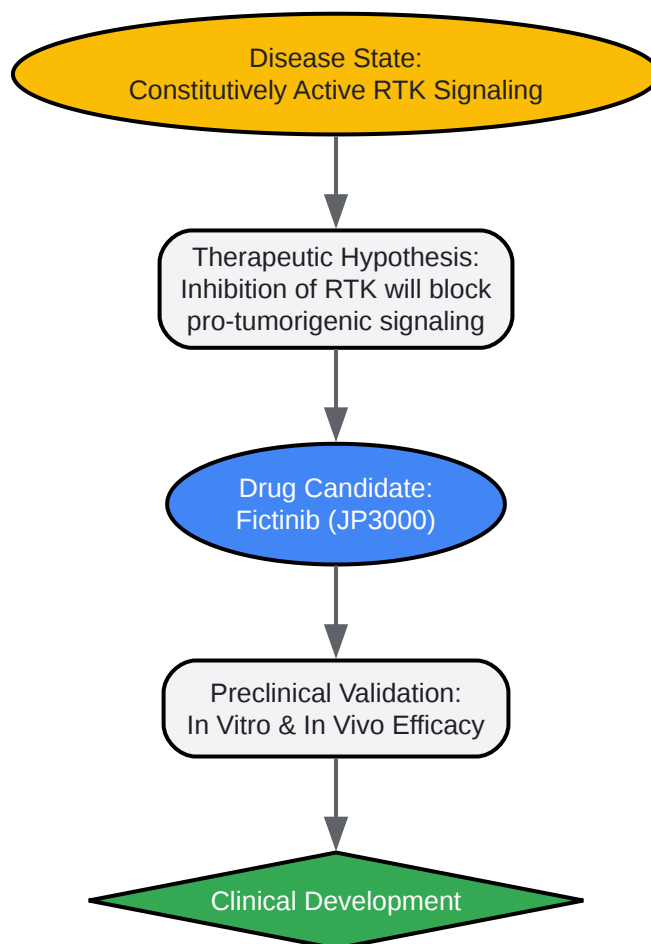 Disease State:
Constitutively Active RTK Signaling
Therapeutic Hypothesis:
Inhibition of RTK will block
pro-tumorigenic signaling
Drug Candidate:
Fictinib (JP3000)
Preclinical Validation:
In Vitro & In Vivo Efficacy
Clinical Development